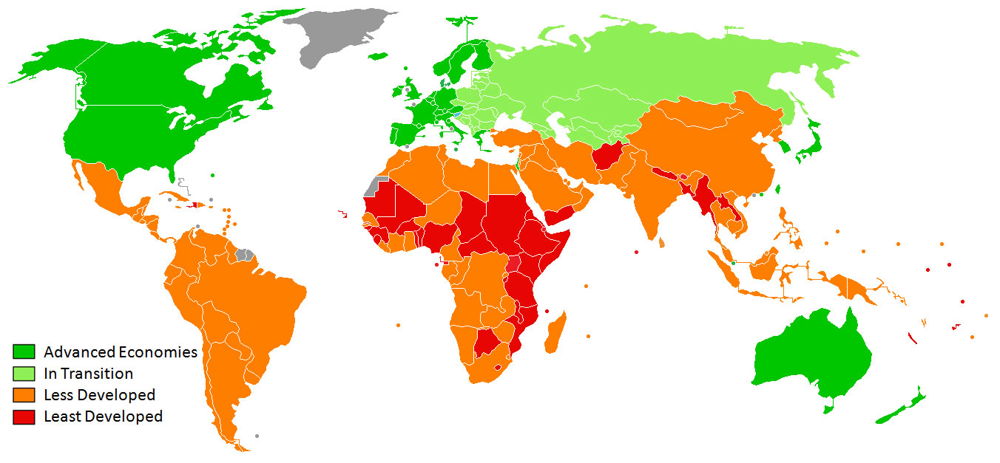 Advanced Economies
In Transition
Less Developed
Least Developed